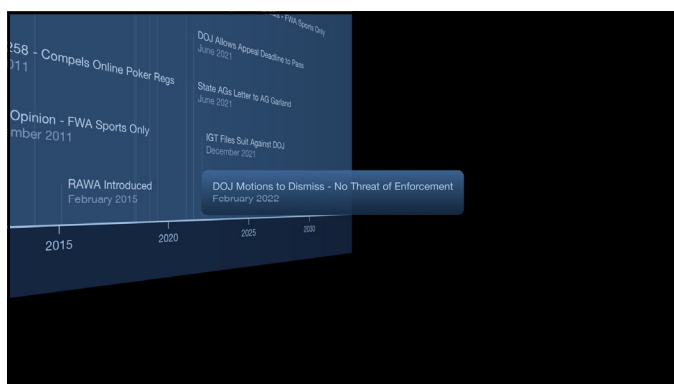 - FWA Sports Only
DOJ Allows Appeal Deadline to Pass
June 2021
258 - Compels Online Poker Regs
011
State AGs Letter to AG Garland
June 2021
Opinion - FWA Sports Only
mber 2011
IGT Files Suit Against DOJ
December 2021
RAWA Introduced
February 2015
DOJ Motions to Dismiss - No Threat of Enforcement
February 2022
2015
2020
2025
2030